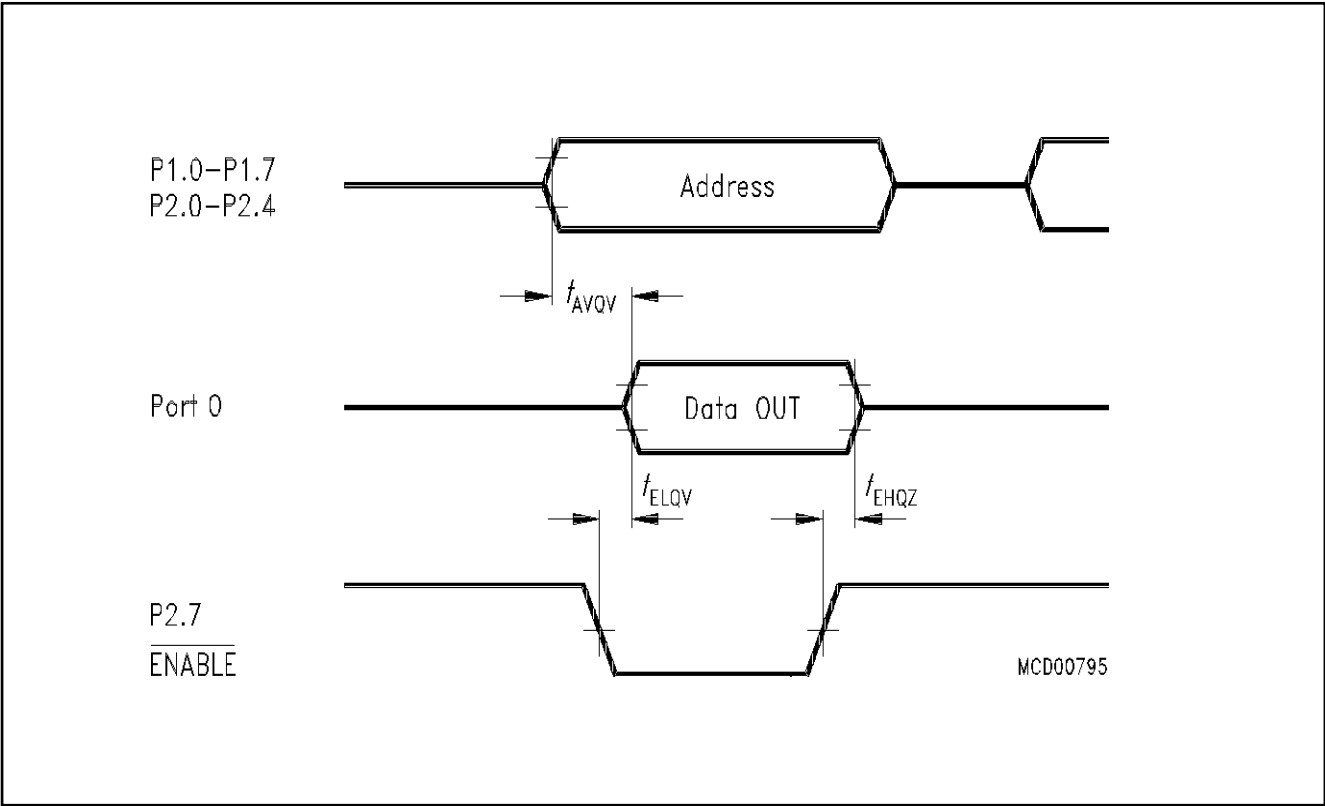 P1.0–P1.7
P2.0–P2.4
Address
tAVQV
Port 0
Data OUT
tELQV
tEHQZ
P2.7
ENABLE
MCD00795